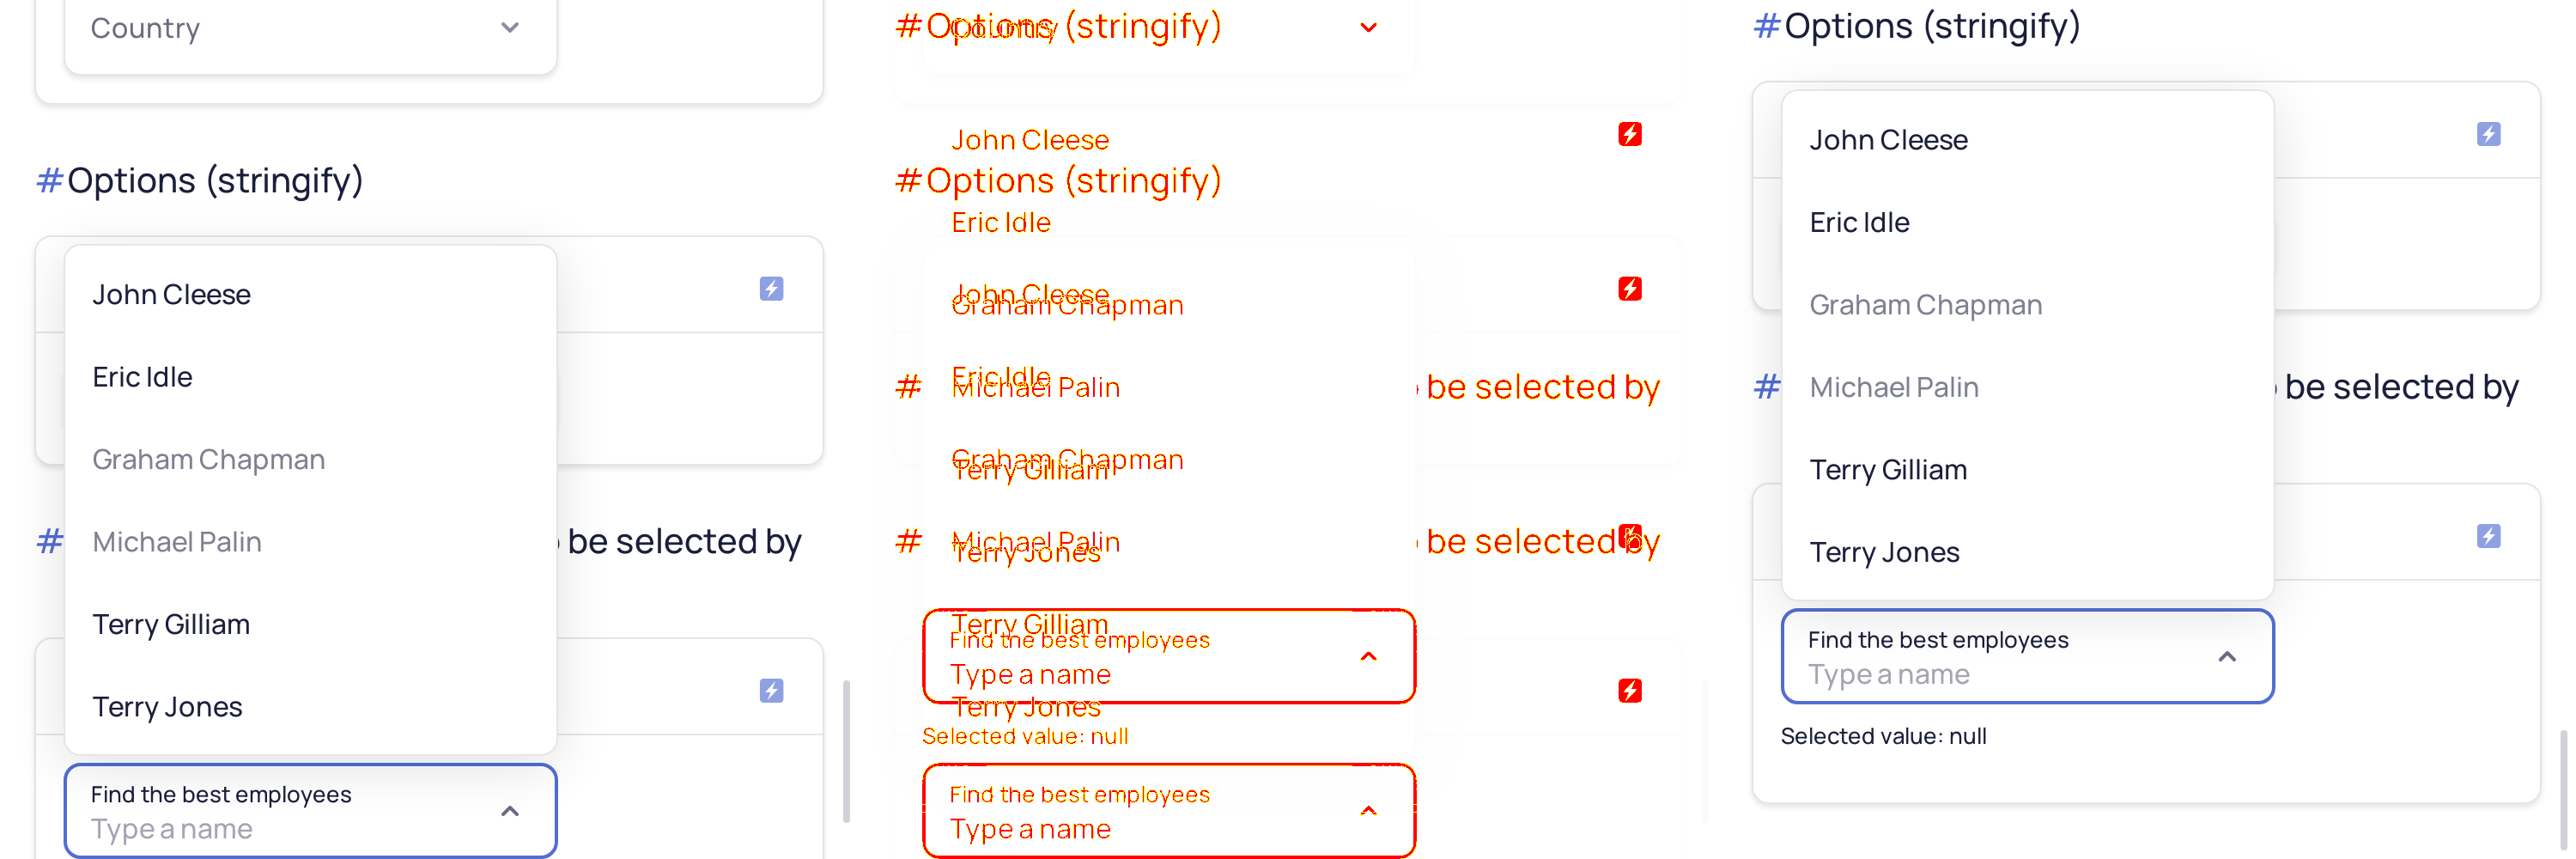 Country
#Options (stringify)
John Cleese
Eric Idle
Graham Chapman
Michael Palin
Terry Gilliam
Terry Jones
# be selected by
Find the best employees
Type a name
#Options (stringify)
Country
John Cleese
#Options (stringify)
Eric Idle
John Cleese
Graham Chapman
Eric Idle
Michael Palin
# be selected by
Graham Chapman
Terry Gilliam
Michael Palin
# be selected by
Terry Jones
Terry Gilliam
Find the best employees
Type a name
Terry Jones
Selected value: null
Find the best employees
Type a name
#Options (stringify)
John Cleese
Eric Idle
Graham Chapman
Michael Palin
# be selected by
Terry Gilliam
Terry Jones
Find the best employees
Type a name
Selected value: null